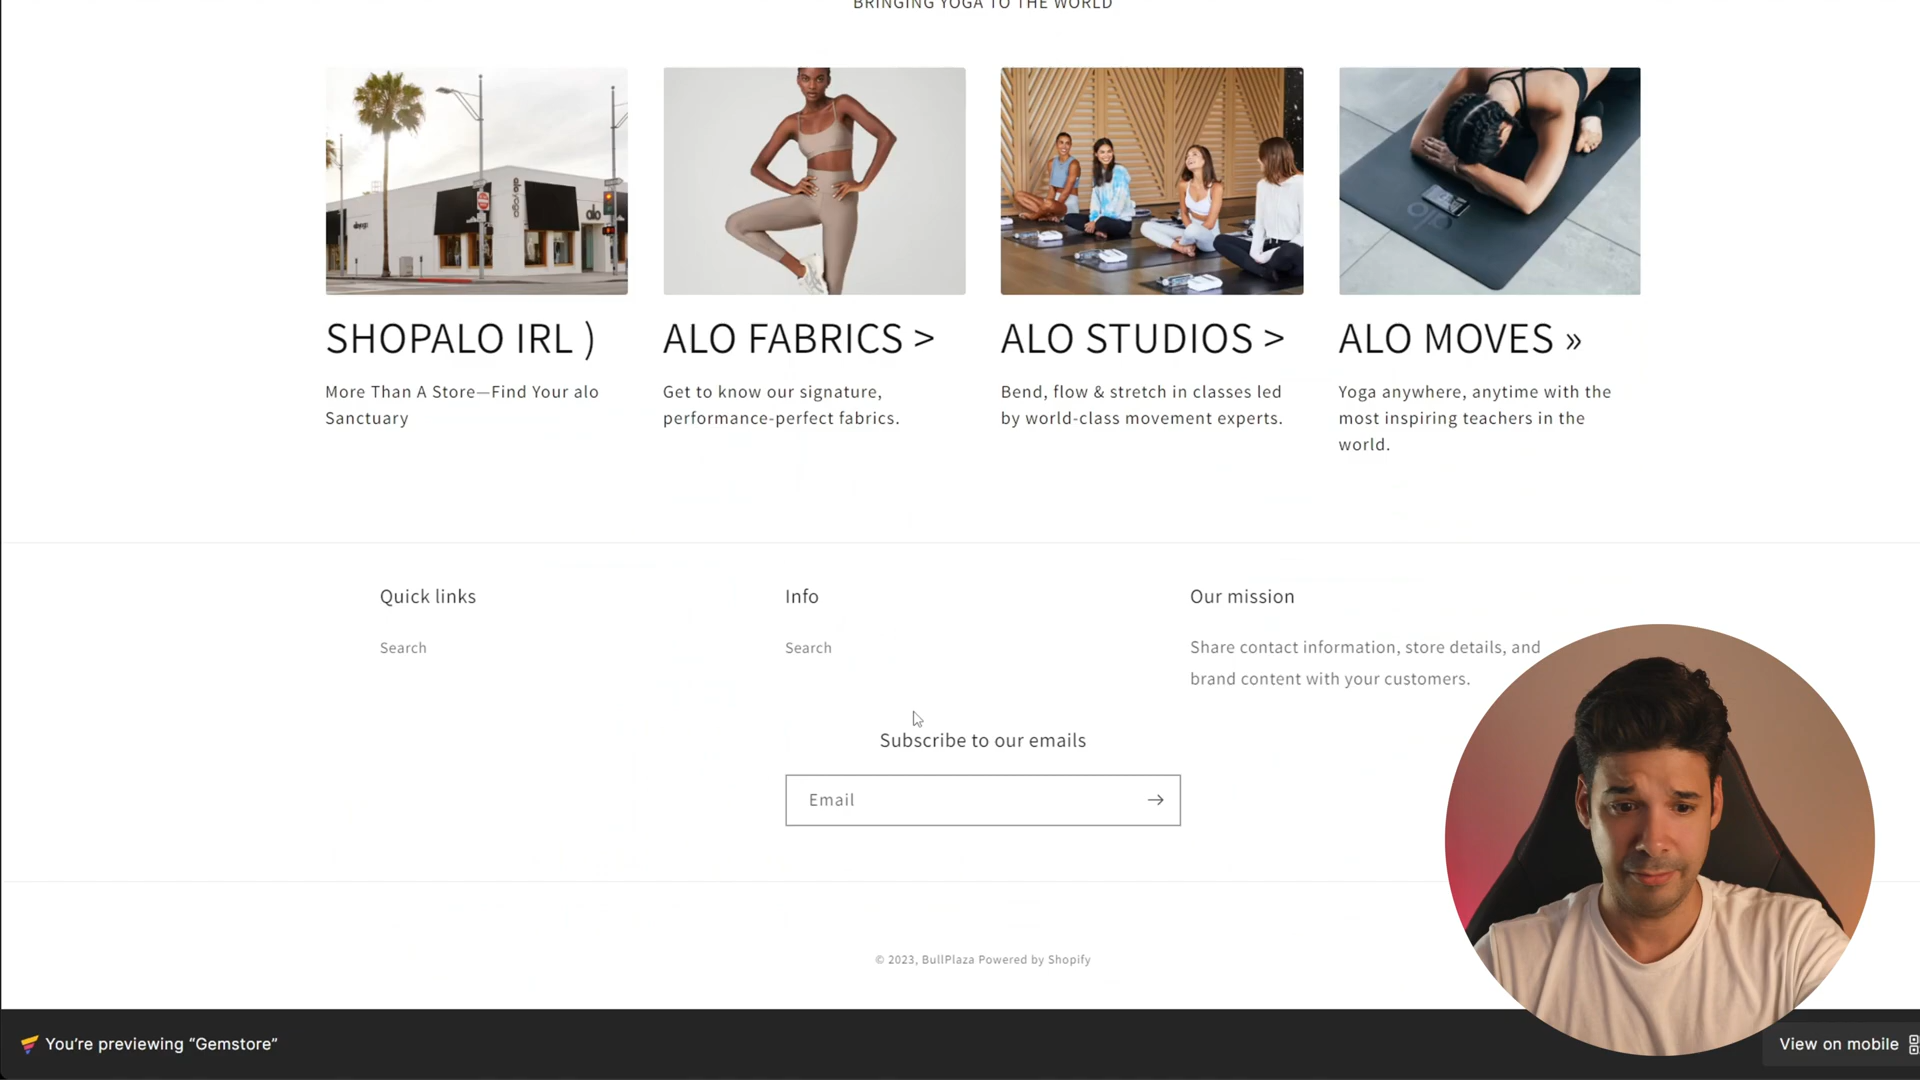 BRINGING YOGA TO THE WORLD
alo yoga
alo
SHOPALO IRL )
ALO FABRICS >
ALO STUDIOS >
ALO MOVES »
More Than A Store—Find Your alo
Sanctuary
Get to know our signature,
performance-perfect fabrics.
Bend, flow & stretch in classes led
by world-class movement experts.
Yoga anywhere, anytime with the
most inspiring teachers in the
world.
Quick links
Info
Our mission
Search
Search
Share contact information, store details, and
brand content with your customers.
Subscribe to our emails
Email
© 2023, BullPlaza Powered by Shopify
You're previewing “Gemstore”
View on mobile